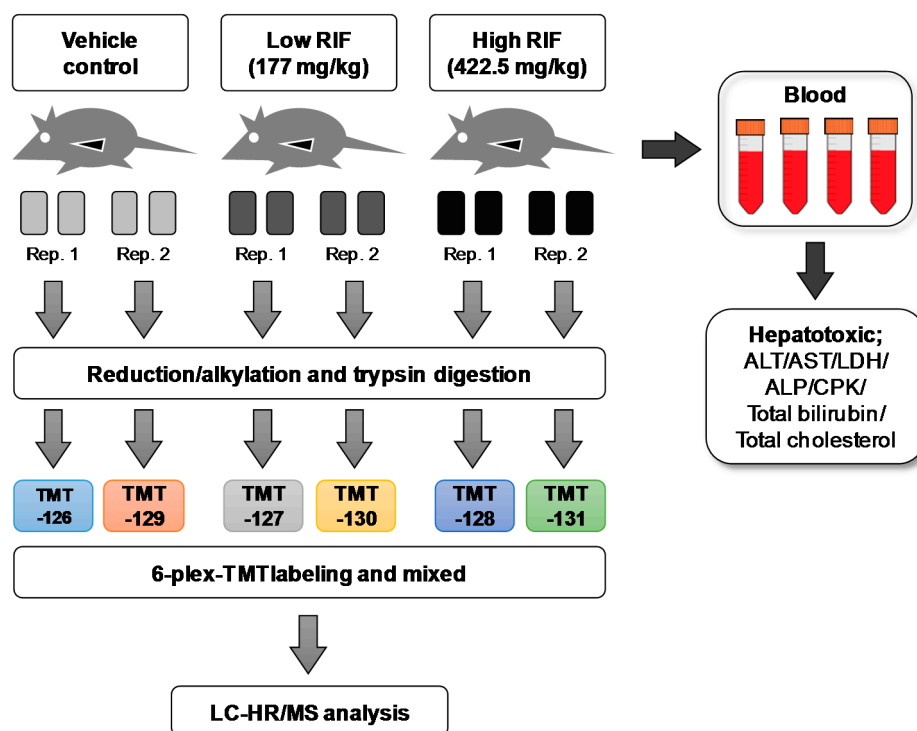 Vehicle
control
Low RIF
(177 mg/kg)
High RIF
(422.5 mg/kg)
Blood
Rep. 1
Rep. 2
Rep. 1
Rep. 2
Rep. 1
Rep. 2
Reduction/alkylation and trypsin digestion
Hepatotoxic;
ALT/AST/LDH/
ALP/CPK/
Total bilirubin/
Total cholesterol
TMT
-126
TMT
-129
TMT
-127
TMT
-130
TMT
-128
TMT
-131
6-plex-TMTlabeling and mixed
LC-HR/MS analysis